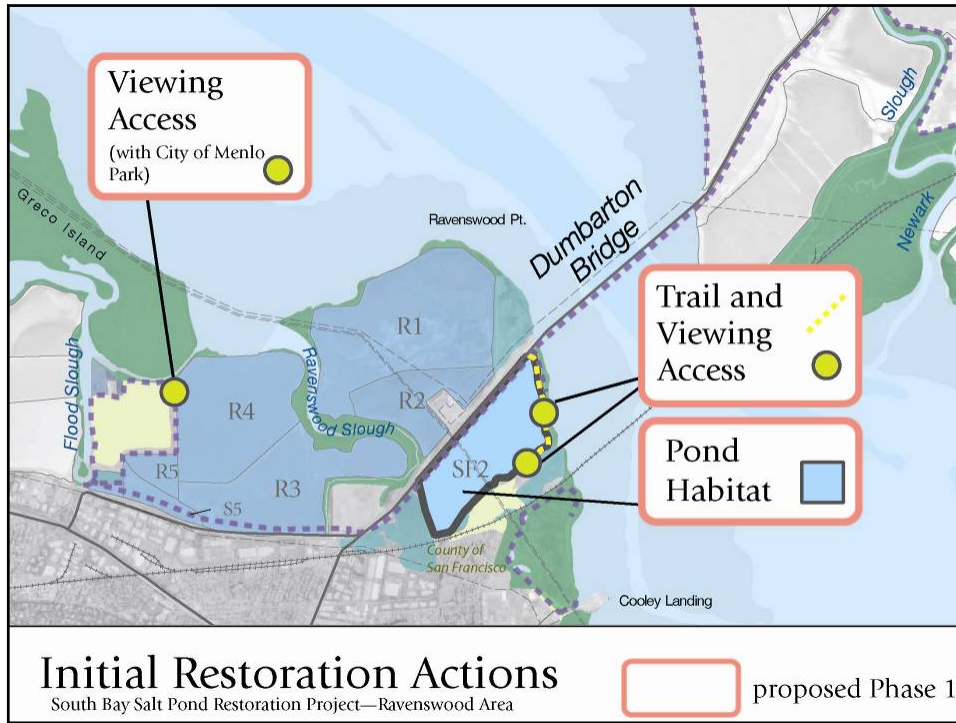 Viewing
Access
(with City of Menlo
Park)
Greco Island
Ravenswood Pt.
Dumbarton
Bridge
Slough
Newark
Trail and
Viewing
Access
Pond
Habitat
Flood Slough
Ravenswood Slough
R1
R2
R4
R5
R3
S5
SF2
County of
San Francisco
Cooley Landing
Initial Restoration Actions
South Bay Salt Pond Restoration Project—Ravenswood Area
proposed Phase 1